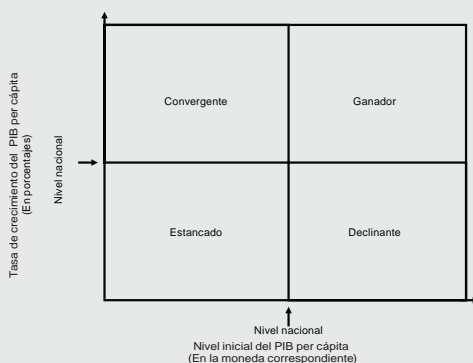 Convergente
Ganador
Estancado
Declinante
Tasa de crecimiento del PIB per cápita
(En porcentajes)
Nivel nacional
Nivel nacional
Nivel inicial del PIB per cápita
(En la moneda correspondiente)